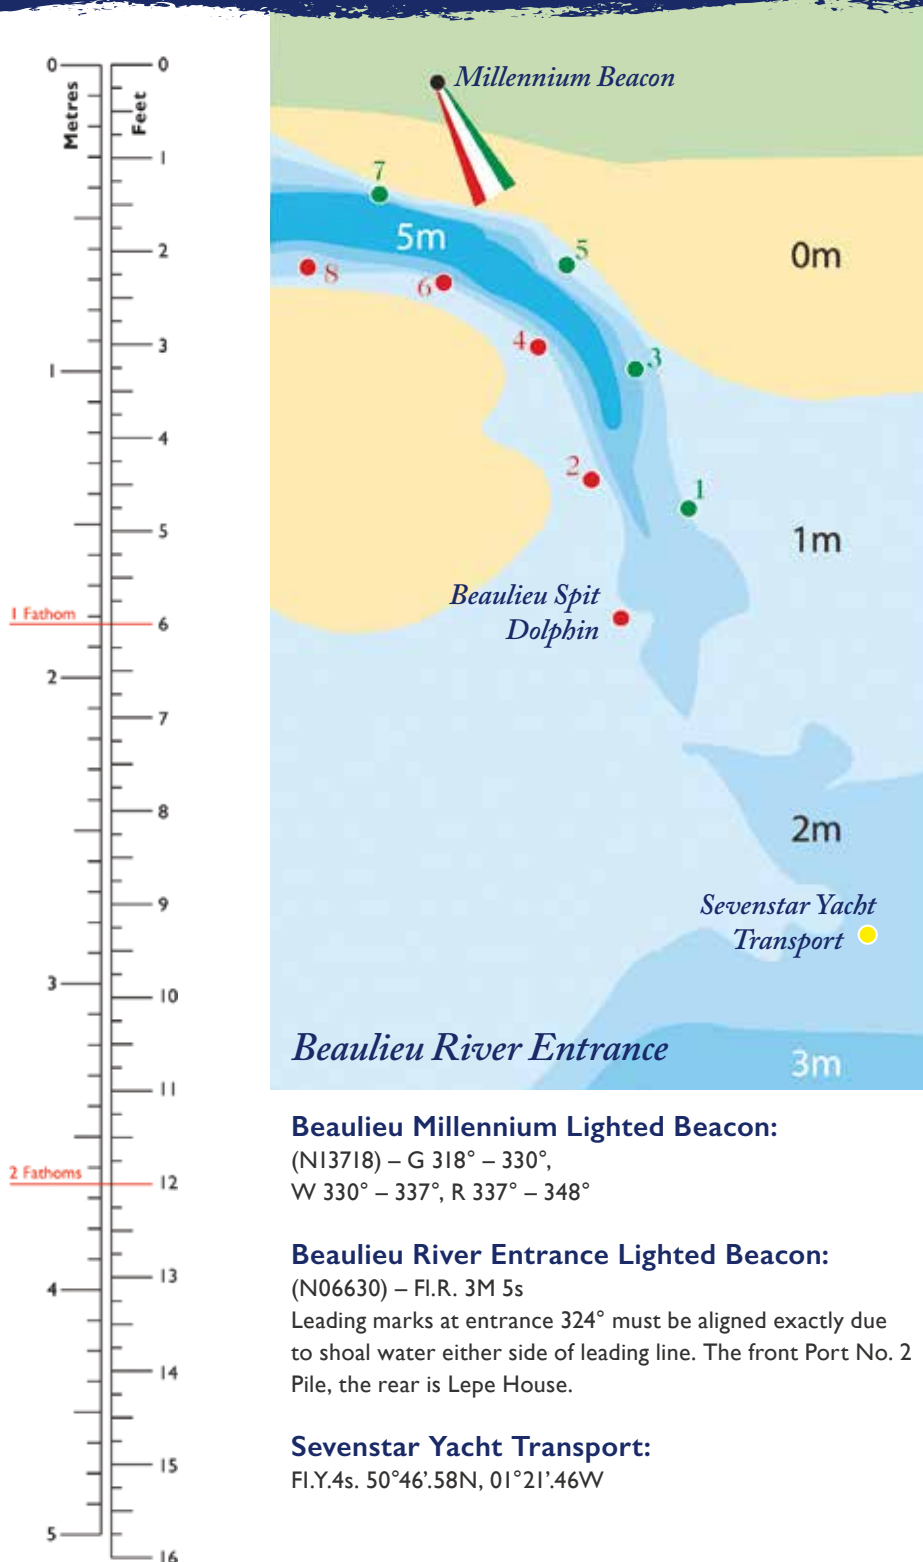 Metres
Feet
0
1
2
3
4
5
0
1
2
3
4
5
6
7
8
9
10
11
12
13
14
15
16
1 Fathom
2 Fathoms
Millennium Beacon
7
5m
5
0m
8
6
4
3
2
1
1m
Beaulieu Spit
Dolphin
2m
Sevenstar Yacht
Transport
Beaulieu River Entrance
3m
Beaulieu Millennium Lighted Beacon:
(N13718) – G 318° – 330°,
W 330° – 337°, R 337° – 348°
Beaulieu River Entrance Lighted Beacon:
(N06630) – Fl.R. 3M 5s
Leading marks at entrance 324° must be aligned exactly due
to shoal water either side of leading line. The front Port No. 2
Pile, the rear is Lepe House.
Sevenstar Yacht Transport:
Fl.Y.4s. 50°46’.58N, 01°21’.46W